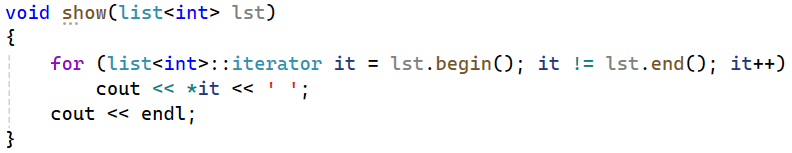 void show(list<int> lst)
{
    for (list<int>::iterator it = lst.begin(); it != lst.end(); it++)
        cout << *it << ' ';
    cout << endl;
}